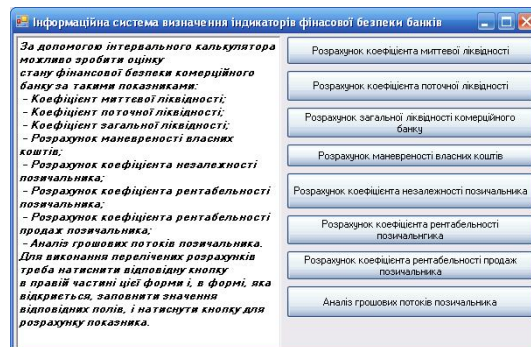 Інформаційна система визначення індикаторів фінасової безпеки банків
За допомогою інтервального калькулятора
можливо зробити оцінку
стану фінансової безпеки комерційного
банку за такими показниками:
- Коефіцієнт миттєвої ліквідності;
- Коефіцієнт поточної ліквідності;
- Коефіцієнт загальної ліквідності;
- Розрахунок маневреності власних
коштів;
- Розрахунок коефіцієнта незалежності
позичальника;
- Розрахунок коефіцієнта рентабельності
позичальника;
- Розрахунок коефіцієнта рентабельності
продаж позичальника;
- Аналіз грошових потоків позичальника.
Для виконання перелічених розрахунків
треба натиснити відповідну кнопку
в правій частині цієї форми і, в формі, яка
відкриється, заповнити значення
відповідних полів, і натиснути кнопку для
розрахунку показника.
Розрахунок коефіцієнта миттєвої ліквідності
Розрахунок коефіцієнта поточної ліквідності
Розрахунок загальної ліквідності комерційного
банку
Розрахунок маневреності власних коштів
Розрахунок коефіцієнта незалежності позичальника
Розрахунок коефіцієнта рентабельності
позичальнгика
Розрахунок коефіцієнта рентабельності продаж
позичальника
Аналіз грошових потоків позичальника